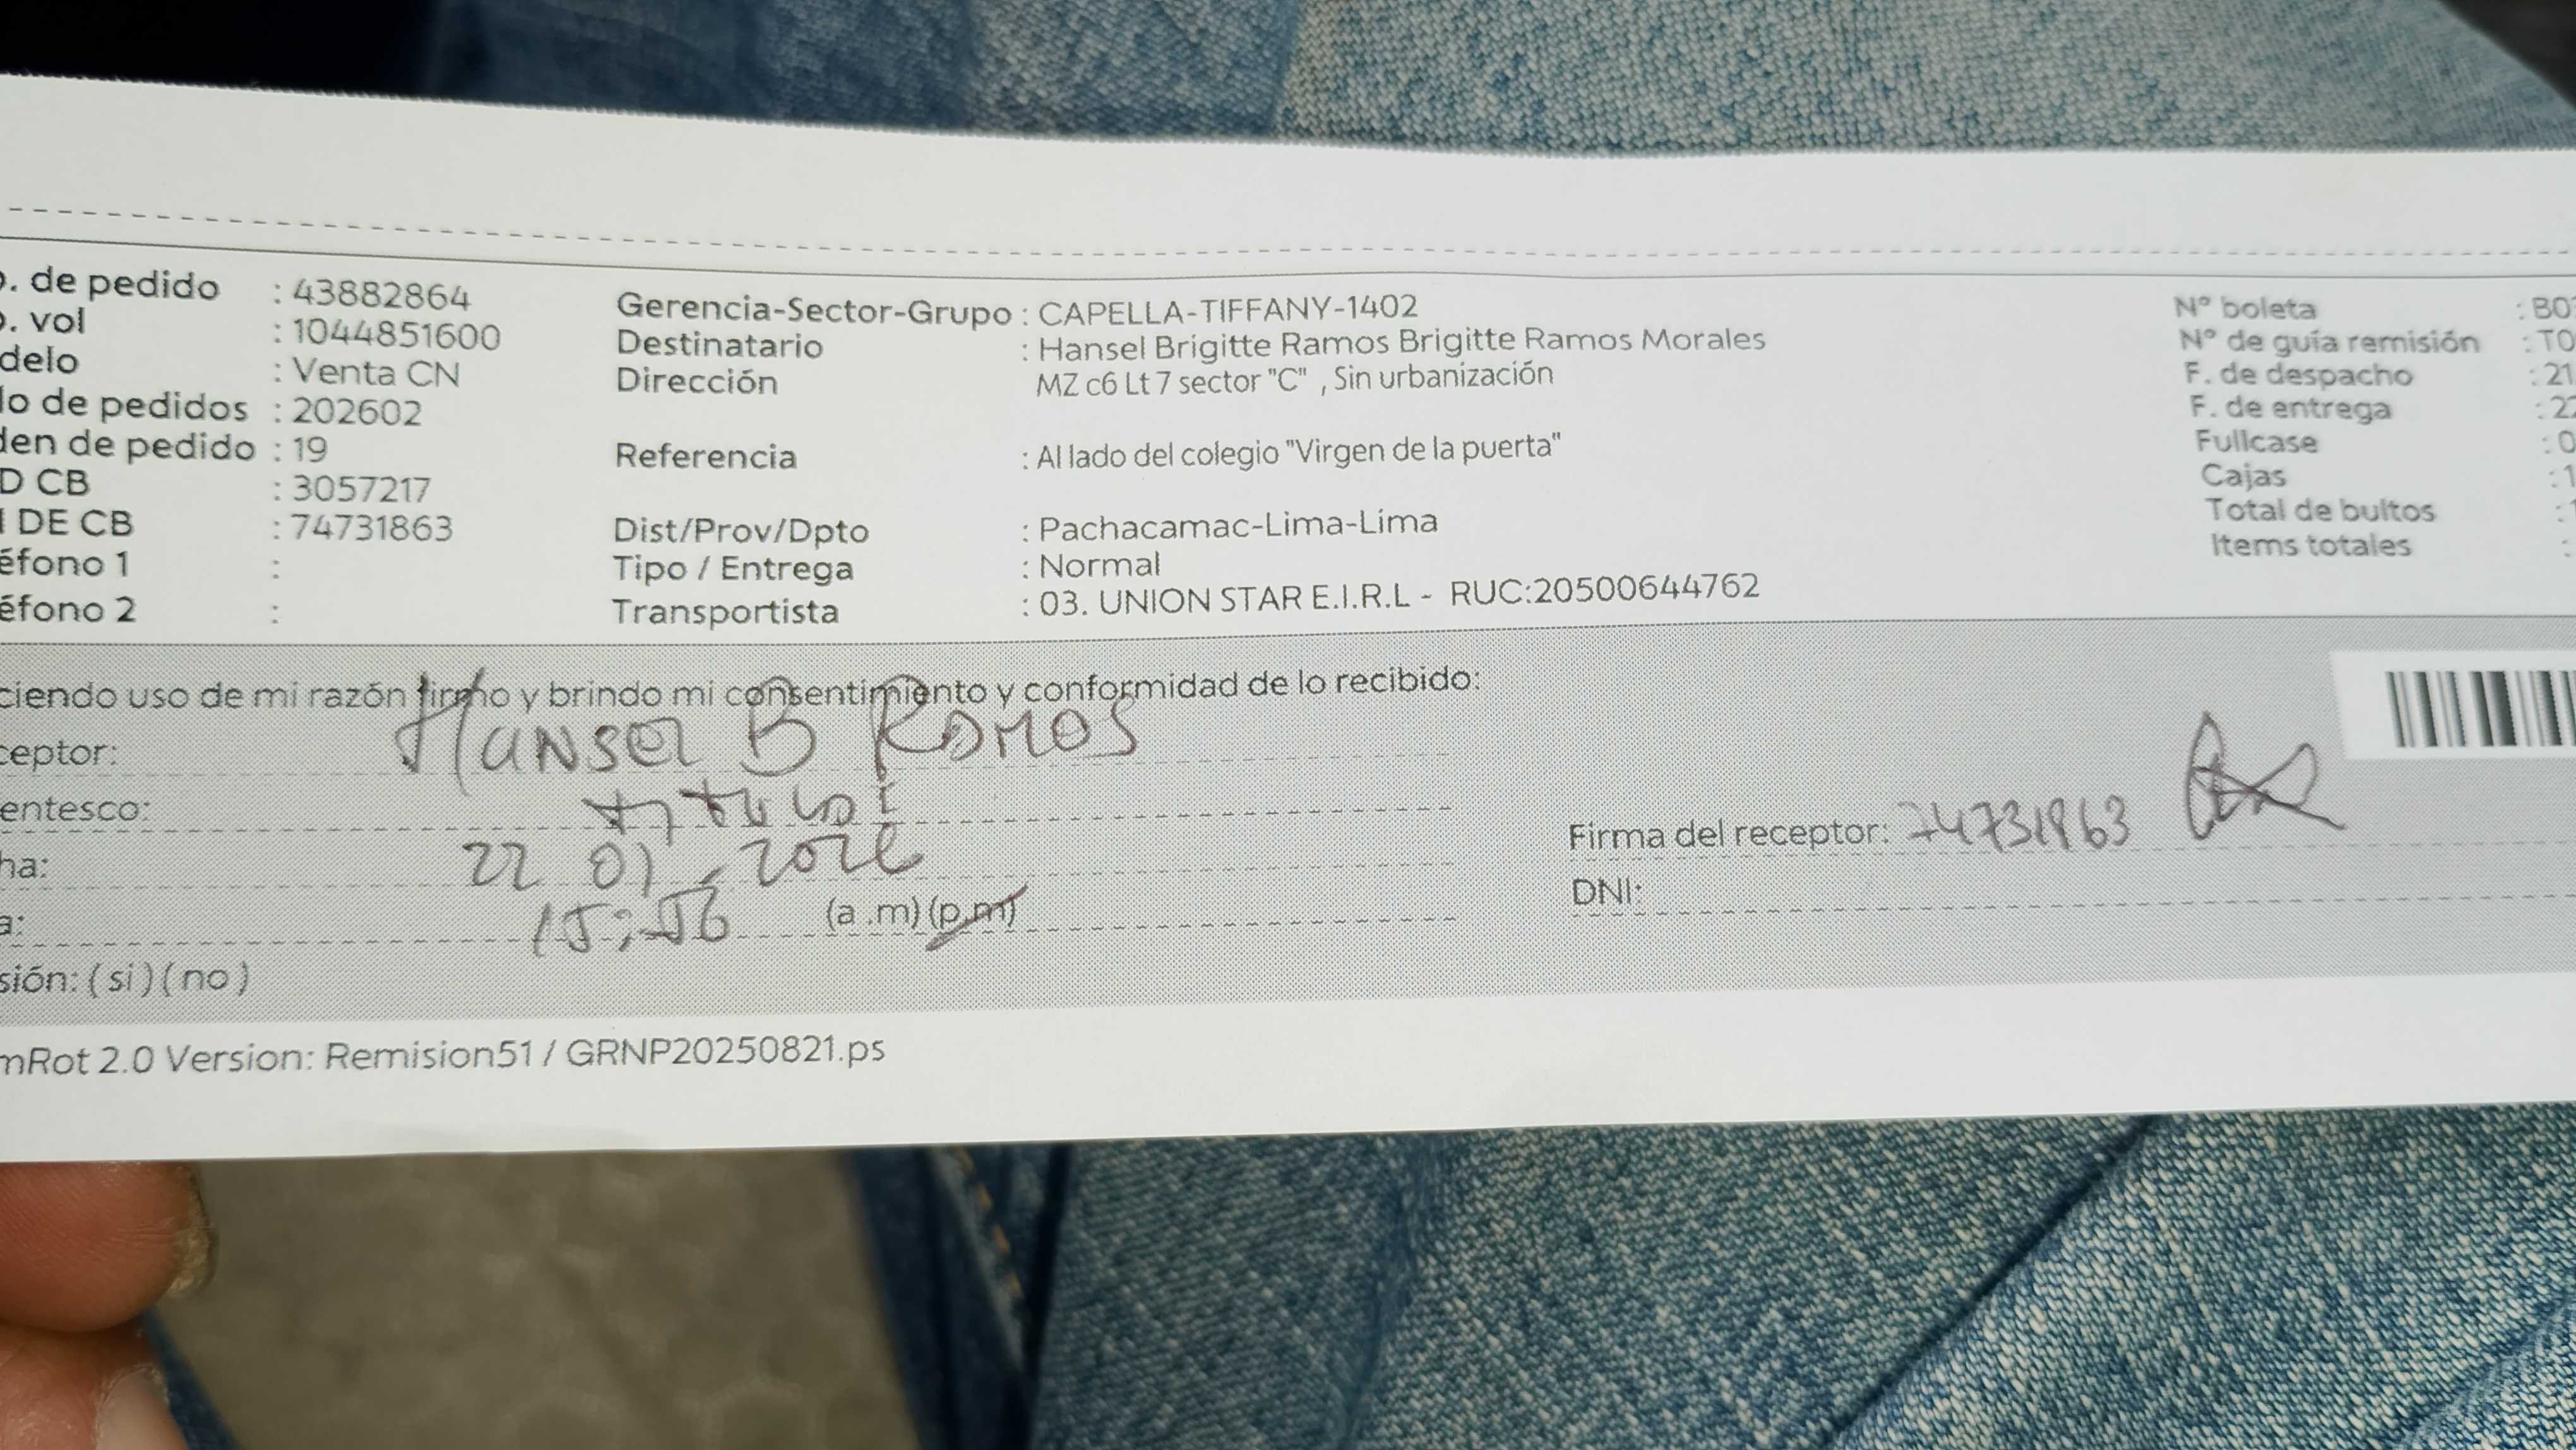 o. de pedido : 43882864
o. vol : 1044851600
delo : Venta CN
lo de pedidos : 202602
den de pedido : 19
D CB : 3057217
I DE CB : 74731863
éfono 1 :
éfono 2 :
Gerencia-Sector-Grupo : CAPELLA-TIFFANY-1402
Destinatario : Hansel Brigitte Ramos Brigitte Ramos Morales
Dirección MZ c6 Lt 7 sector "C" , Sin urbanización
Referencia : Al lado del colegio "Virgen de la puerta"
Dist/Prov/Dpto : Pachacamac-Lima-Lima
Tipo / Entrega : Normal
Transportista : 03. UNION STAR E.I.R.L - RUC:20500644762
N° boleta : B0
N° de guía remisión : T0
F. de despacho : 21
F. de entrega : 22
Fullcase : 0
Cajas : 1
Total de bultos :
Items totales :
ciendo uso de mi razón firmo y brindo mi consentimiento y conformidad de lo recibido:
ceptor: Hansel B Ramos
entesco:
ha: 22 01 - 2026
a: 15:56 (a .m) (p.m)
sión: ( si ) ( no )
Firma del receptor: 74731863
DNI:
mRot 2.0 Version: Remision51 / GRNP20250821.ps